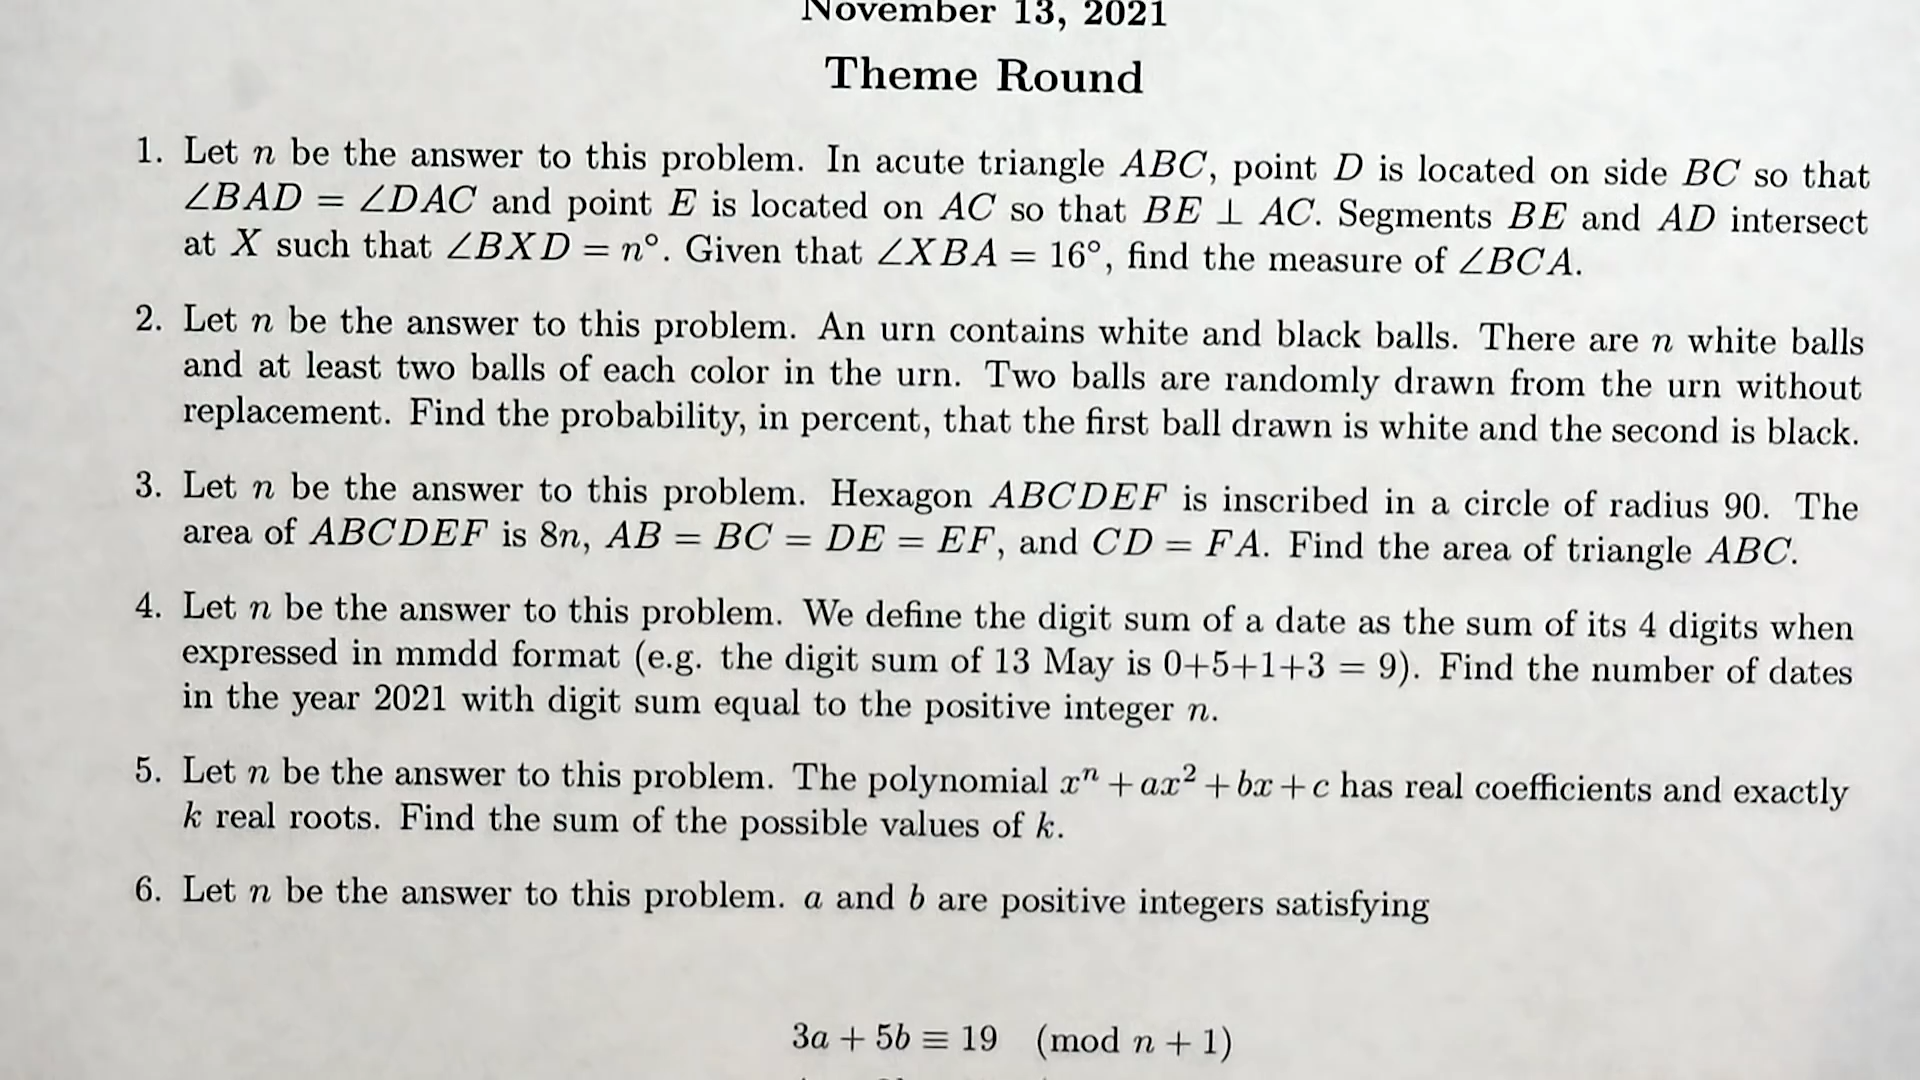 November 13, 2021
Theme Round
1. Let n be the answer to this problem. In acute triangle ABC, point D is located on side BC so that
∠BAD = ∠DAC and point E is located on AC so that BE ⊥ AC. Segments BE and AD intersect
at X such that ∠BXD = n°. Given that ∠XBA = 16°, find the measure of ∠BCA.
2. Let n be the answer to this problem. An urn contains white and black balls. There are n white balls
and at least two balls of each color in the urn. Two balls are randomly drawn from the urn without
replacement. Find the probability, in percent, that the first ball drawn is white and the second is black.
3. Let n be the answer to this problem. Hexagon ABCDEF is inscribed in a circle of radius 90. The
area of ABCDEF is 8n, AB = BC = DE = EF, and CD = FA. Find the area of triangle ABC.
4. Let n be the answer to this problem. We define the digit sum of a date as the sum of its 4 digits when
expressed in mmdd format (e.g. the digit sum of 13 May is 0+5+1+3 = 9). Find the number of dates
in the year 2021 with digit sum equal to the positive integer n.
5. Let n be the answer to this problem. The polynomial xⁿ + ax² + bx + c has real coefficients and exactly
k real roots. Find the sum of the possible values of k.
6. Let n be the answer to this problem. a and b are positive integers satisfying
3a + 5b ≡ 19 (mod n + 1)